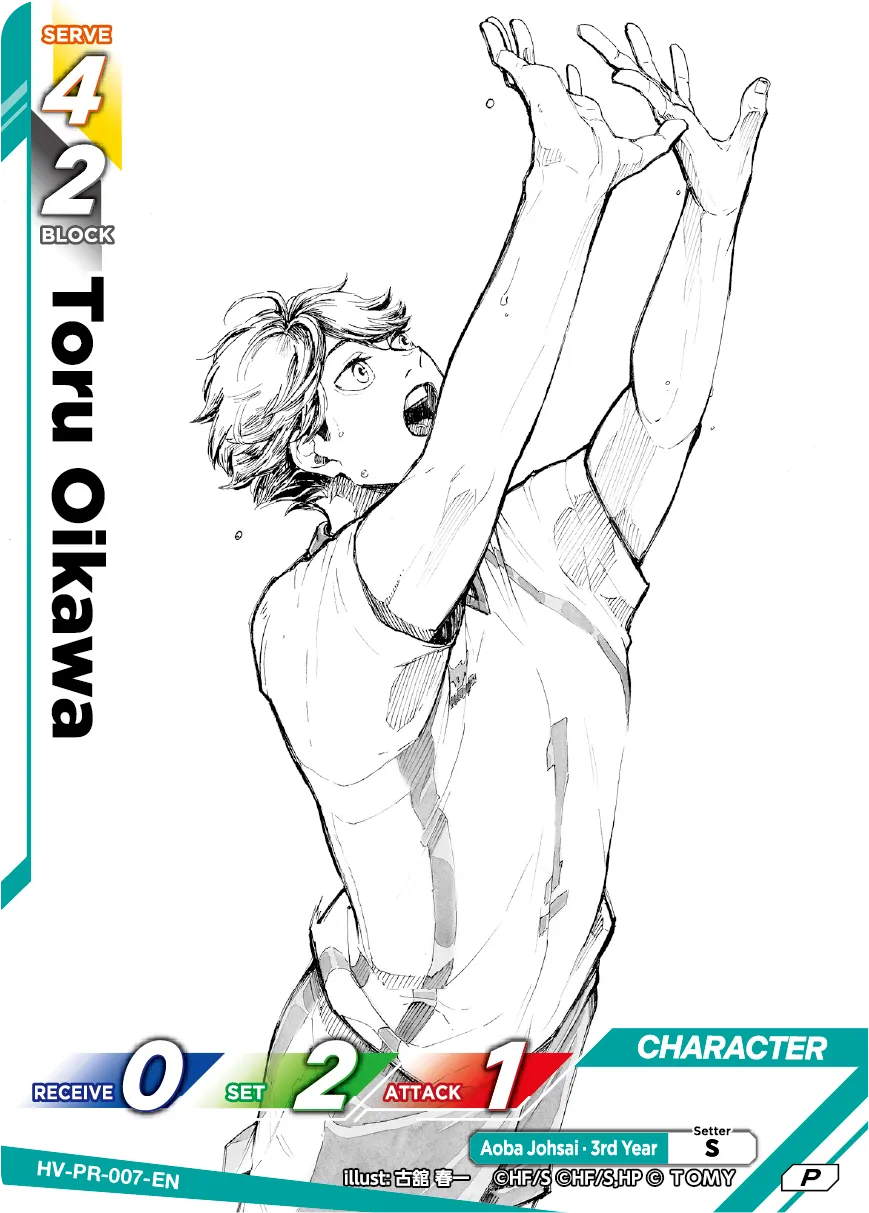 SERVE
4
2
BLOCK
Toru Oikawa
RECEIVE 0
SET 2
ATTACK 1
CHARACTER
Aoba Johsai · 3rd Year
Setter
S
HV-PR-007-EN
illust: 古舘 春一 ©HF/S ©HF/S,HP © TOMY
P